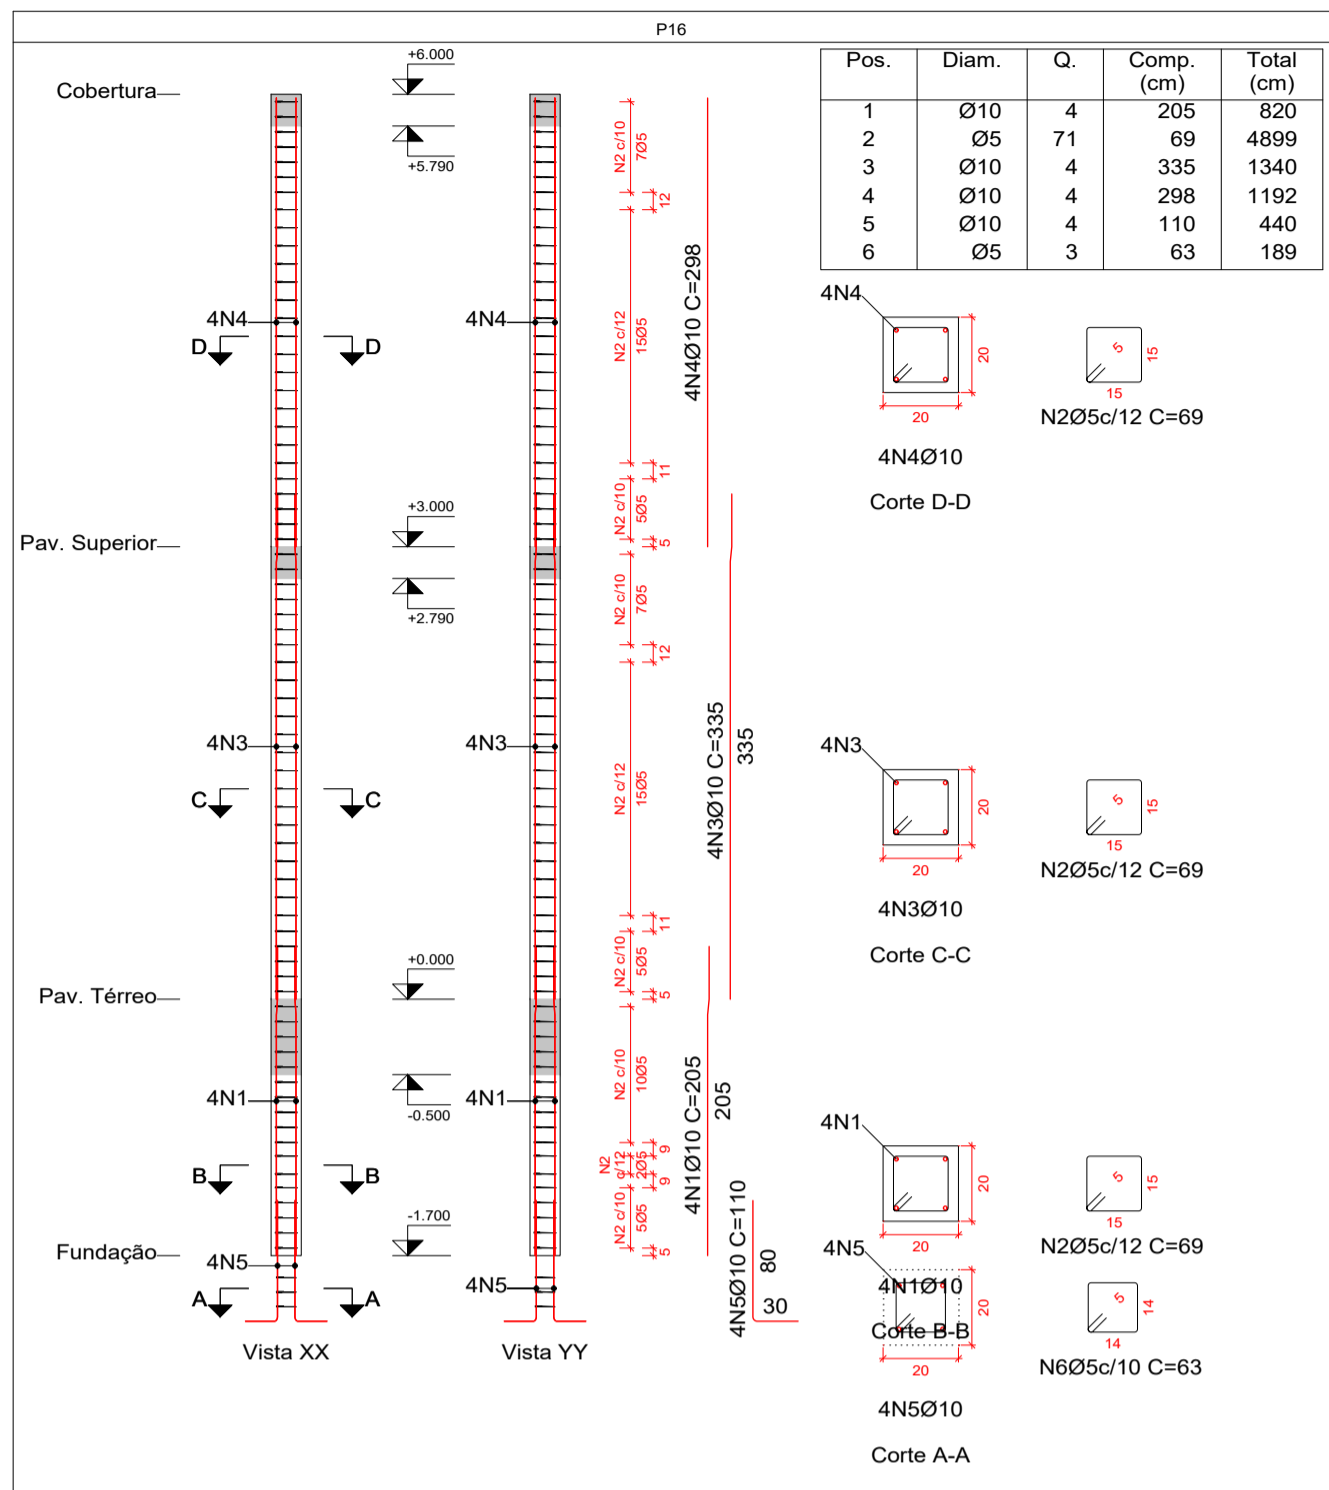 P16
Pos. Diam. Q. Comp. (cm) Total (cm)
1 Ø10 4 205 820
2 Ø5 71 69 4899
3 Ø10 4 335 1340
4 Ø10 4 298 1192
5 Ø10 4 110 440
6 Ø5 3 63 189
Cobertura
+6.000
+5.790
N2 c/10
7Ø5
12
4N4
D D
4N4
N2 c/12
15Ø5
4N4Ø10 C=298
11
N2 c/10
5Ø5
5
Pav. Superior
+3.000
+2.790
N2 c/10
7Ø5
12
4N3
C C
4N3
N2 c/12
15Ø5
4N3Ø10 C=335
335
11
N2 c/10
5Ø5
5
Pav. Térreo
+0.000
-0.500
N2 c/10
10Ø5
4N1
4N1
4N1Ø10 C=205
205
9
N2
c/12
2Ø5
9
B B
N2 c/10
5Ø5
5
Fundação
-1.700
4N5
4N5
A A
4N5Ø10 C=110
80
30
Vista XX
Vista YY
4N4
20
20
5
15
15
N2Ø5c/12 C=69
4N4Ø10
Corte D-D
4N3
20
20
5
15
15
N2Ø5c/12 C=69
4N3Ø10
Corte C-C
4N1
20
20
5
15
15
N2Ø5c/12 C=69
4N1Ø10
Corte B-B
4N5
20
20
5
14
14
N6Ø5c/10 C=63
4N5Ø10
Corte A-A